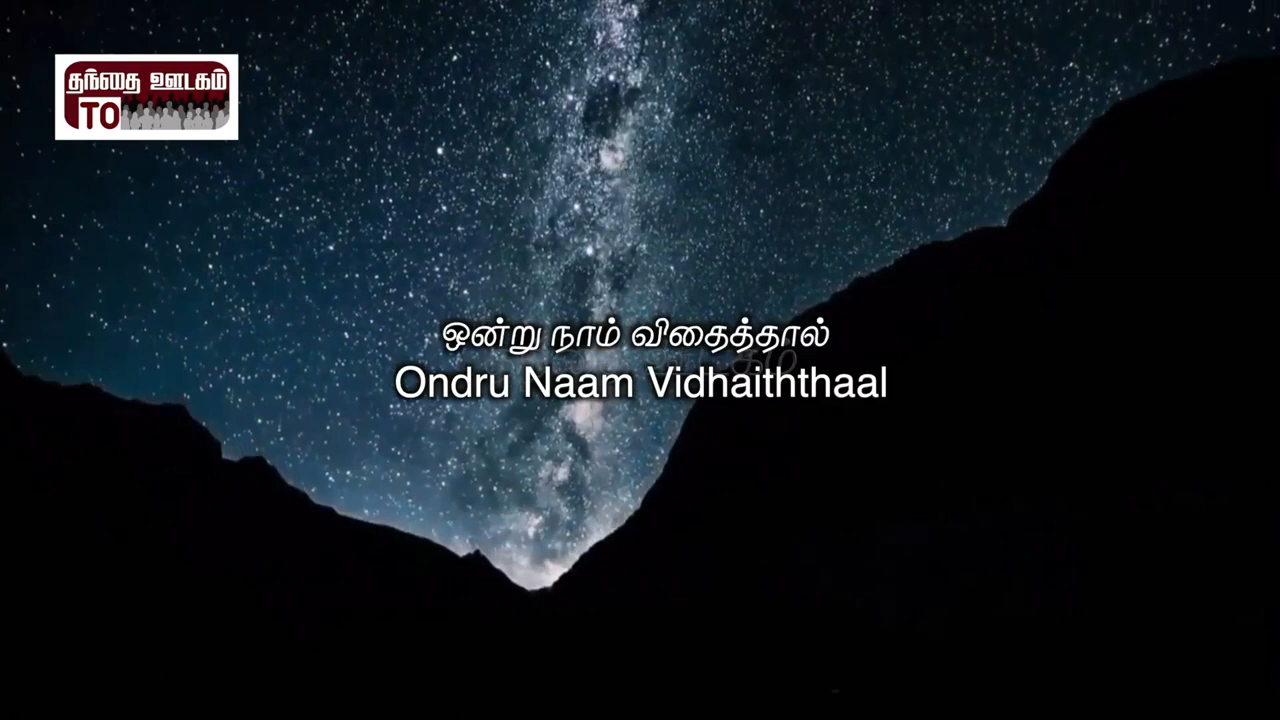 தந்தை ஊடகம்
TO
ஒன்று நாம் விதைத்தால்
Ondru Naam Vidhaiththaal